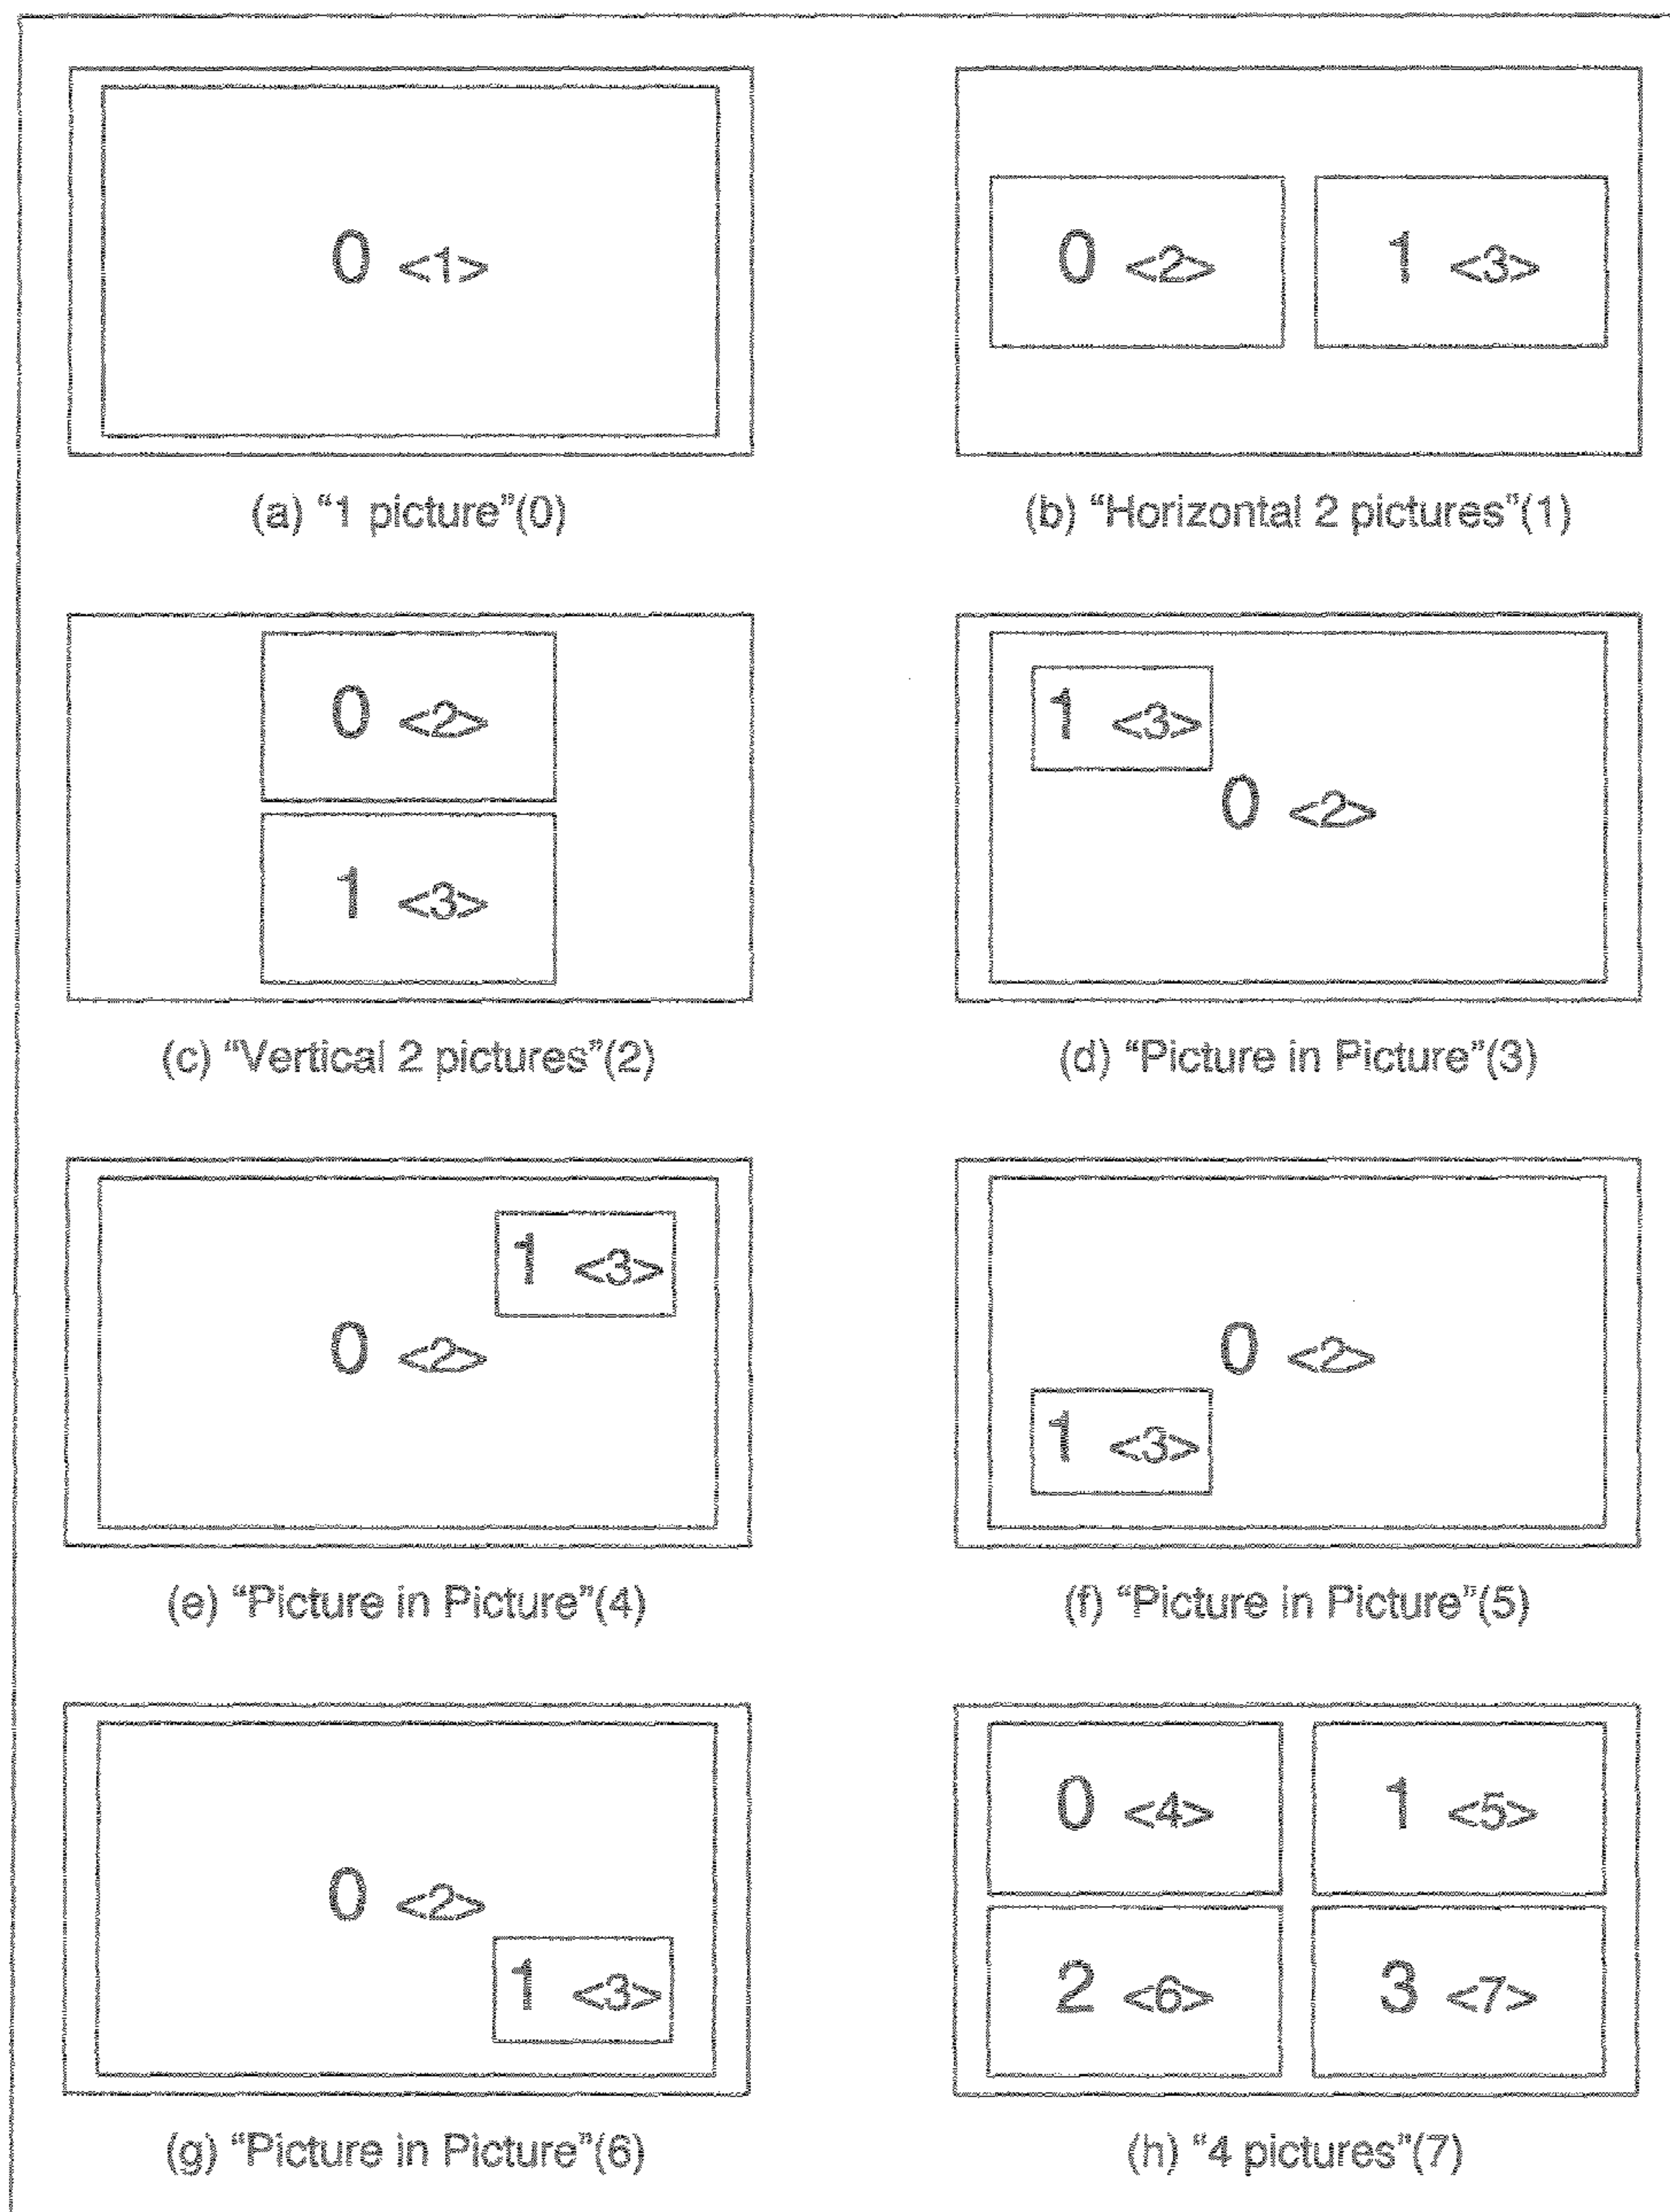 0 <1>
(a) “1 picture”(0)
0 <2>
1 <3>
(b) “Horizontal 2 pictures”(1)
0 <2>
1 <3>
(c) “Vertical 2 pictures”(2)
1 <3>
0 <2>
(d) “Picture in Picture”(3)
1 <3>
0 <2>
(e) “Picture in Picture”(4)
0 <2>
1 <3>
(f) “Picture in Picture”(5)
0 <2>
1 <3>
(g) “Picture in Picture”(6)
0 <4>
1 <5>
2 <6>
3 <7>
(h) “4 pictures”(7)